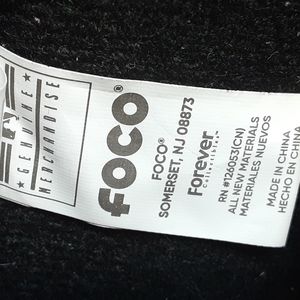 GENUINE
MERCHANDISE
FOCO
FOCO®
SOMERSET, NJ 08873
Forever
Collectibles
RN #126053(CN)
ALL NEW MATERIALS
MATERIALES NUEVOS
MADE IN CHINA
HECHO EN CHINA